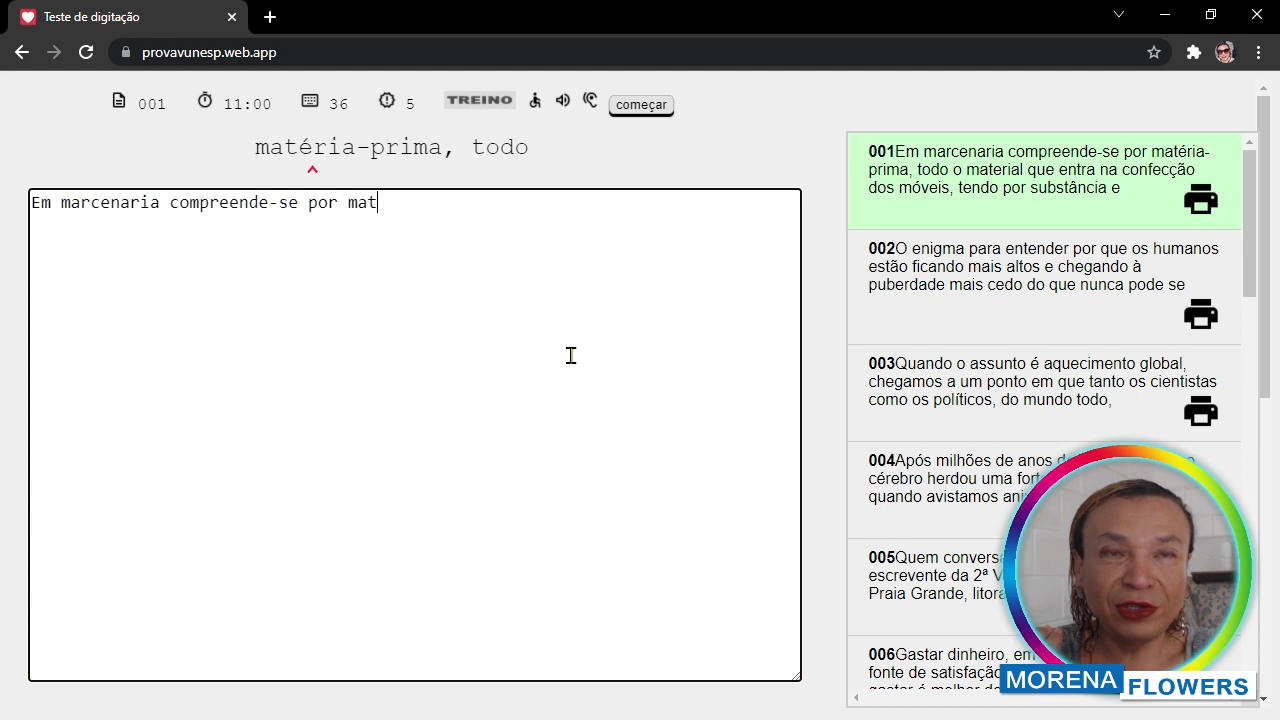 Teste de digitação
provavunesp.web.app
001 11:00 36 5 TREINO começar
matéria-prima, todo
Em marcenaria compreende-se por mat
001Em marcenaria compreende-se por matéria-
prima, todo o material que entra na confecção
dos móveis, tendo por substância e
002O enigma para entender por que os humanos
estão ficando mais altos e chegando à
puberdade mais cedo do que nunca pode se
003Quando o assunto é aquecimento global,
chegamos a um ponto em que tanto os cientistas
como os políticos, do mundo todo,
004Após milhões de anos
cérebro herdou uma
quando avistamos
005Quem
escrevente da 2ª
Praia Grande,
006Gastar dinheiro,
fonte de satisfação
MORENA
FLOWERS